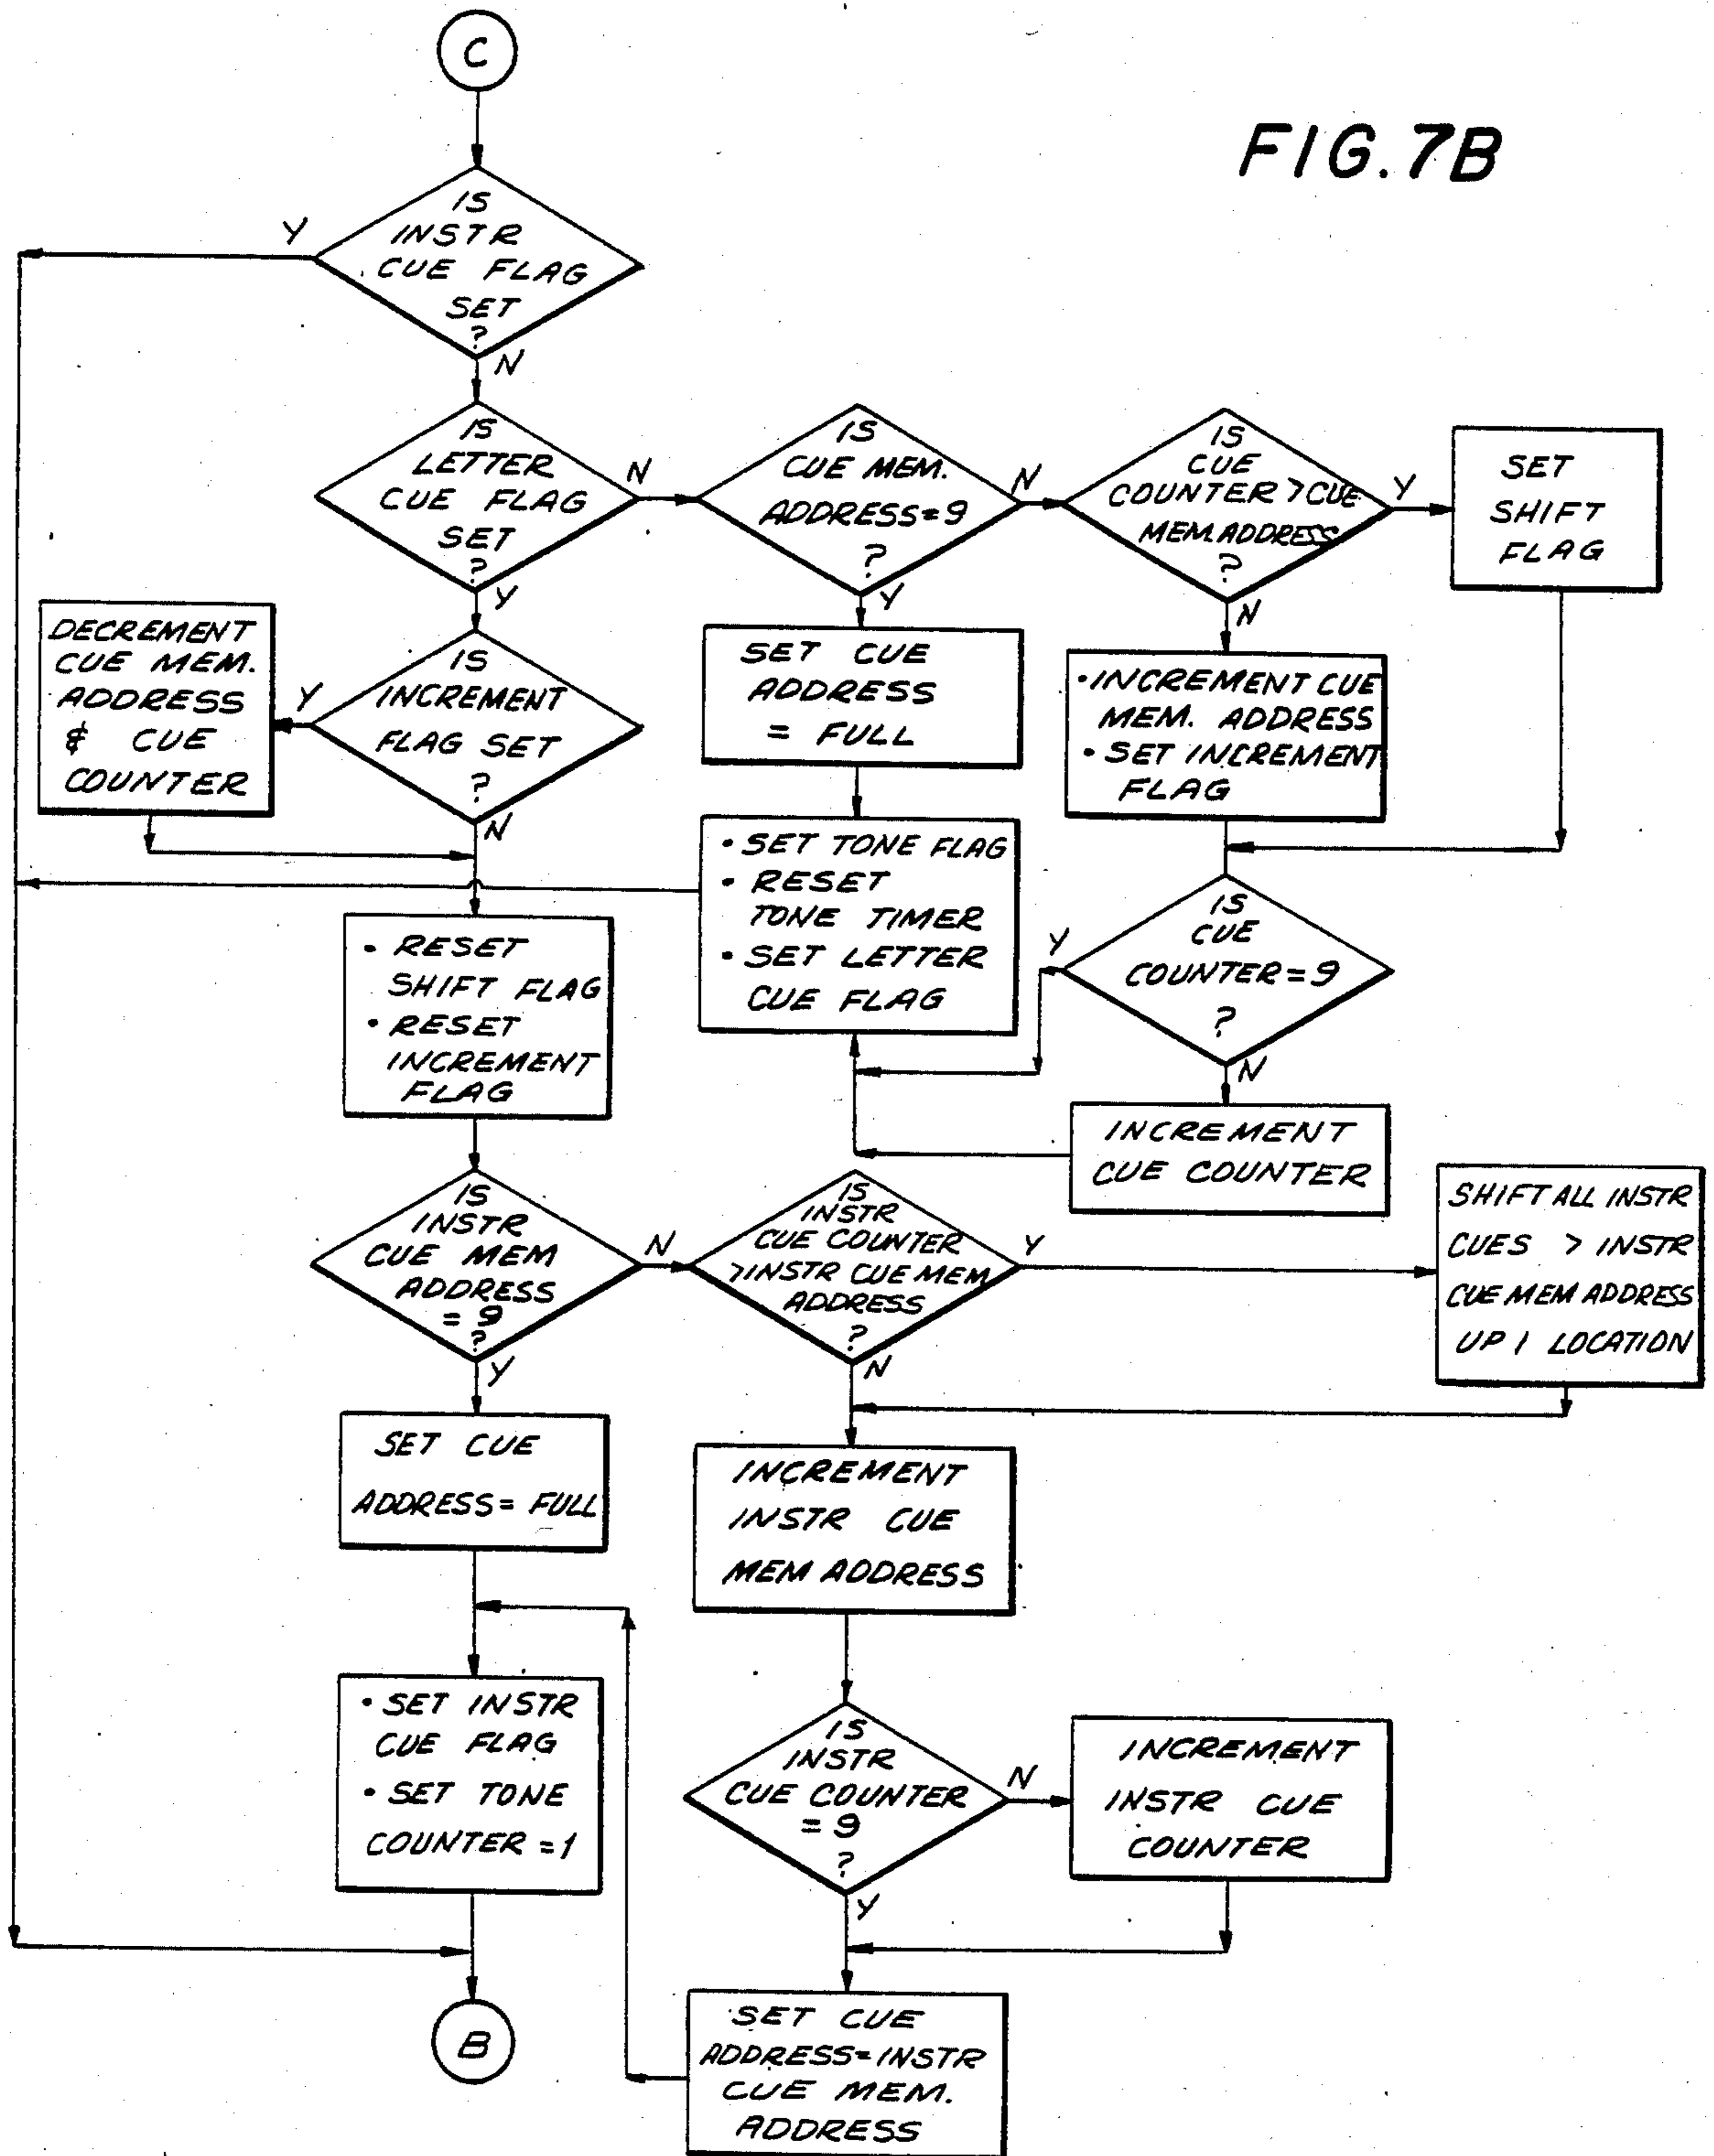 C
FIG. 7B
IS
INSTR
CUE FLAG
SET
?
Y
N
IS
LETTER
CUE FLAG
SET
?
N
Y
IS
CUE MEM.
ADDRESS=9
?
N
Y
IS
CUE
COUNTER > CUE
MEM. ADDRESS
?
Y
N
SET
SHIFT
FLAG
DECREMENT
CUE MEM.
ADDRESS
& CUE
COUNTER
IS
INCREMENT
FLAG SET
?
Y
N
SET CUE
ADDRESS
= FULL
• INCREMENT CUE
MEM. ADDRESS
• SET INCREMENT
FLAG
• SET TONE FLAG
• RESET
TONE TIMER
• SET LETTER
CUE FLAG
IS
CUE
COUNTER = 9
?
Y
N
• RESET
SHIFT FLAG
• RESET
INCREMENT
FLAG
INCREMENT
CUE COUNTER
IS
INSTR
CUE MEM
ADDRESS
= 9
?
N
Y
IS
INSTR
CUE COUNTER
> INSTR CUE MEM
ADDRESS
?
Y
N
SHIFT ALL INSTR
CUES > INSTR
CUE MEM ADDRESS
UP 1 LOCATION
SET CUE
ADDRESS = FULL
INCREMENT
INSTR CUE
MEM ADDRESS
• SET INSTR
CUE FLAG
• SET TONE
COUNTER = 1
IS
INSTR
CUE COUNTER
= 9
?
N
Y
INCREMENT
INSTR CUE
COUNTER
B
SET CUE
ADDRESS = INSTR
CUE MEM.
ADDRESS